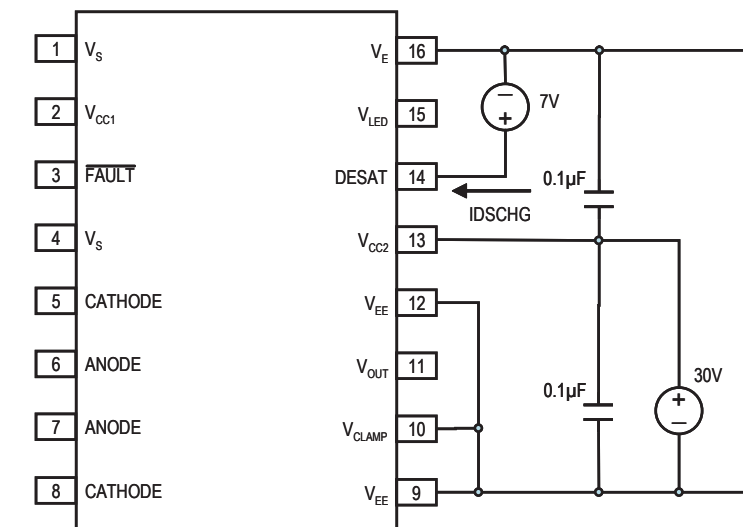 1 VS
VE 16
2 VCC1
VLED 15
7V
3 FAULT
DESAT 14
0.1µF
IDSCHG
4 VS
VCC2 13
5 CATHODE
VEE 12
6 ANODE
VOUT 11
30V
0.1µF
7 ANODE
VCLAMP 10
8 CATHODE
VEE 9